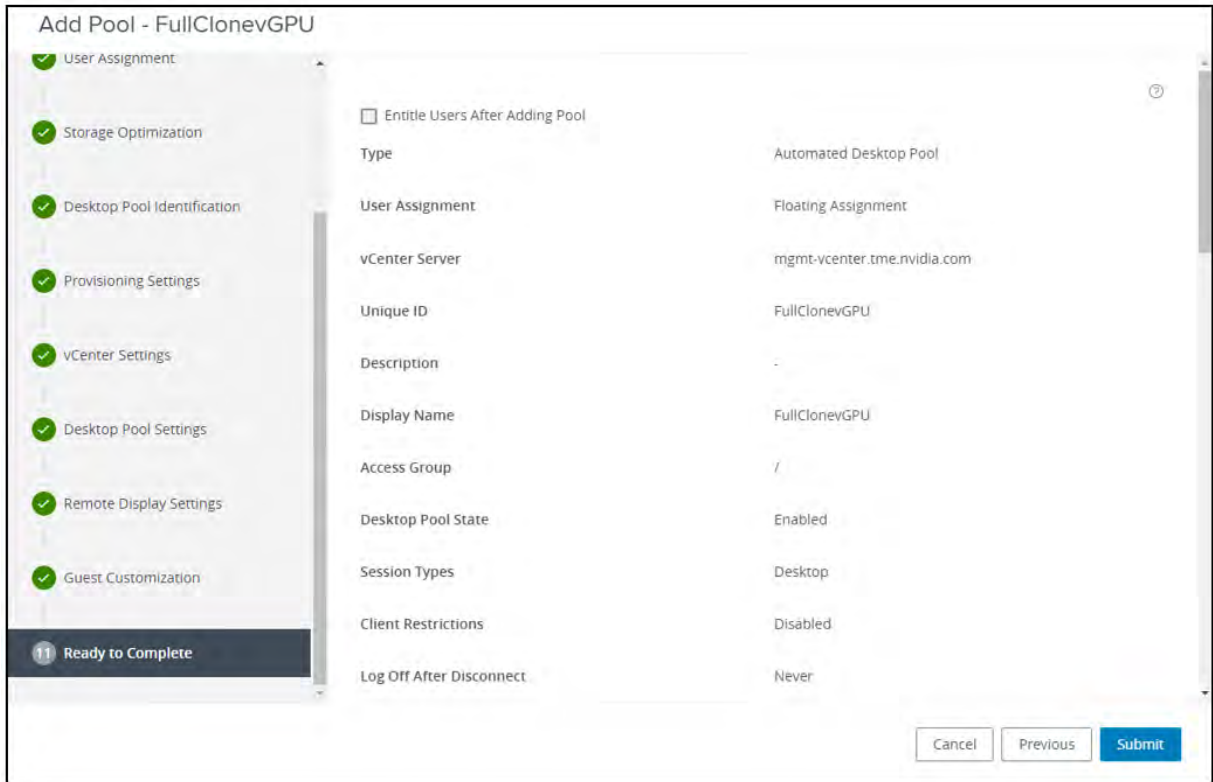 Add Pool - FullClonevGPU
User Assignment
Storage Optimization
Desktop Pool Identification
Provisioning Settings
vCenter Settings
Desktop Pool Settings
Remote Display Settings
Guest Customization
11 Ready to Complete
?
Entitle Users After Adding Pool
Type Automated Desktop Pool
User Assignment Floating Assignment
vCenter Server mgmt-vcenter.tme.nvidia.com
Unique ID FullClonevGPU
Description -
Display Name FullClonevGPU
Access Group /
Desktop Pool State Enabled
Session Types Desktop
Client Restrictions Disabled
Log Off After Disconnect Never
Cancel Previous Submit